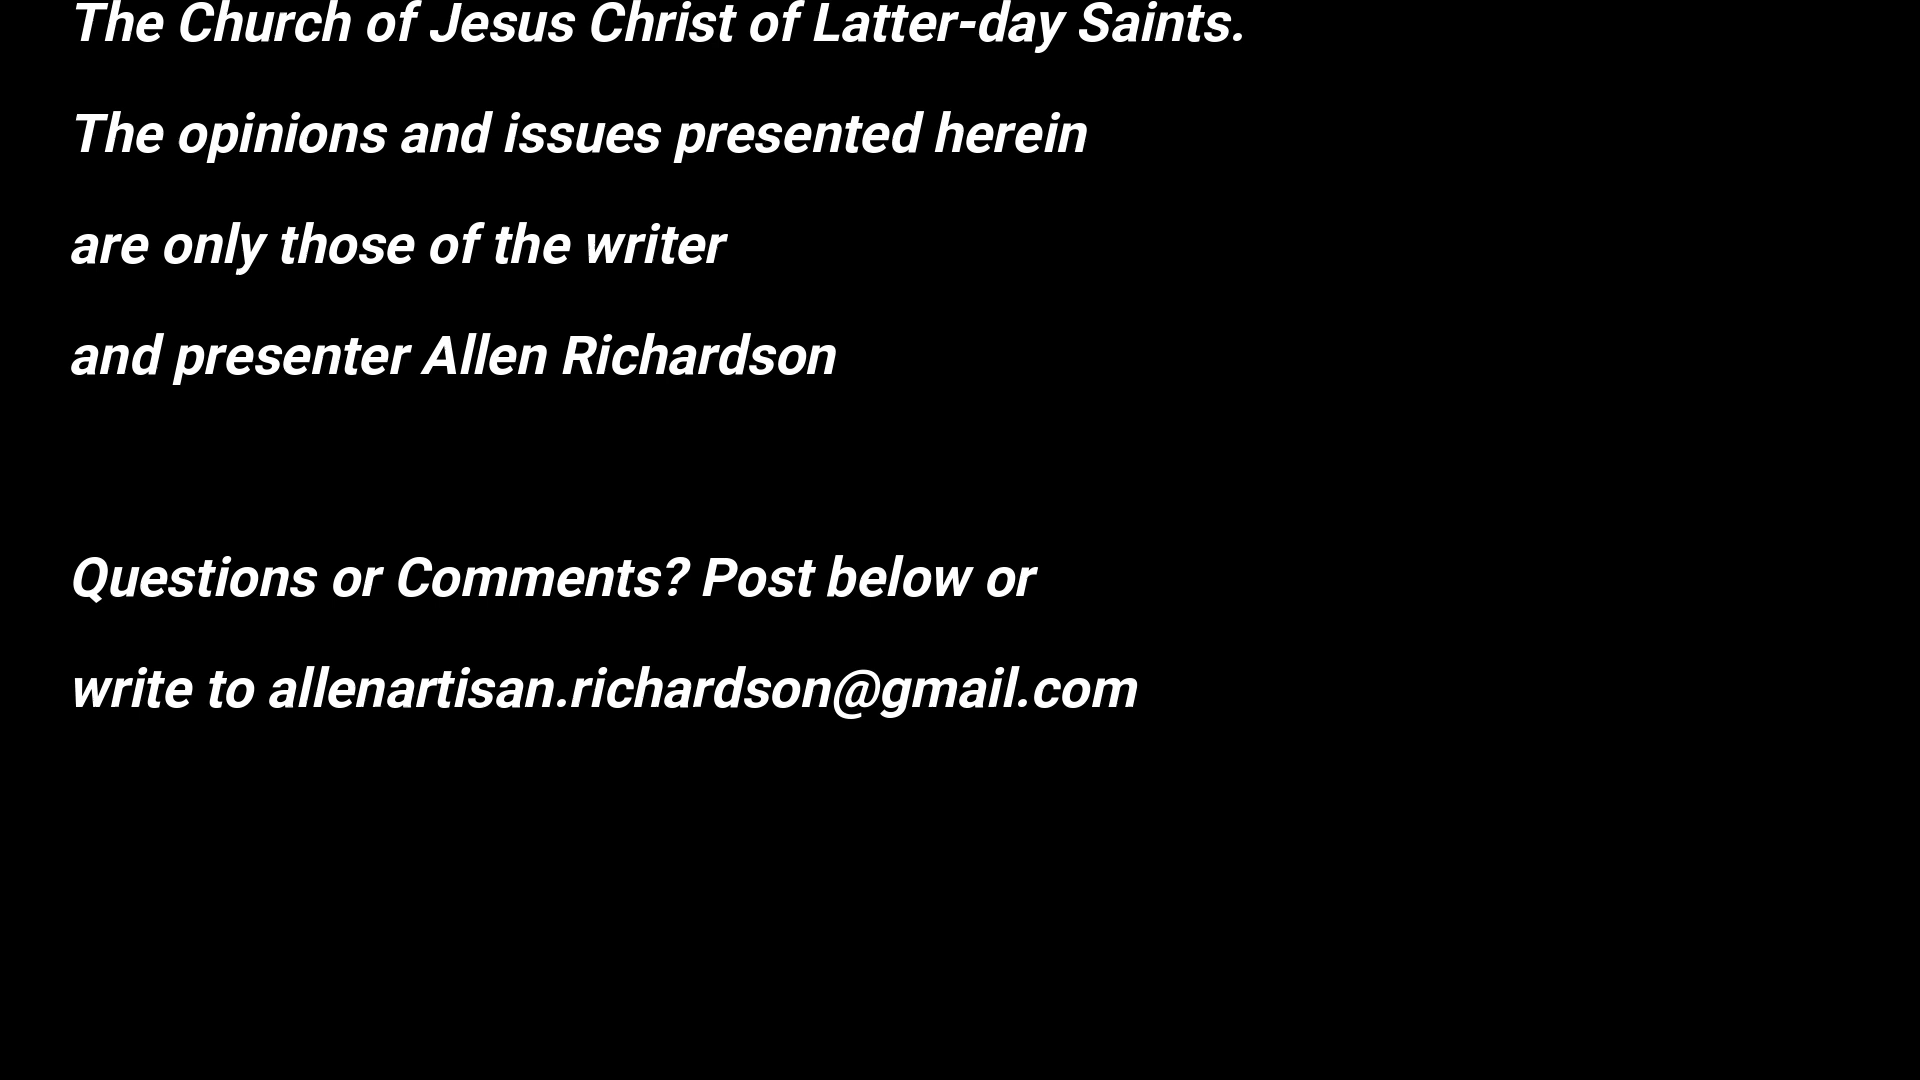 The Church of Jesus Christ of Latter-day Saints.
The opinions and issues presented herein
are only those of the writer
and presenter Allen Richardson
Questions or Comments? Post below or
write to allenartisan.richardson@gmail.com